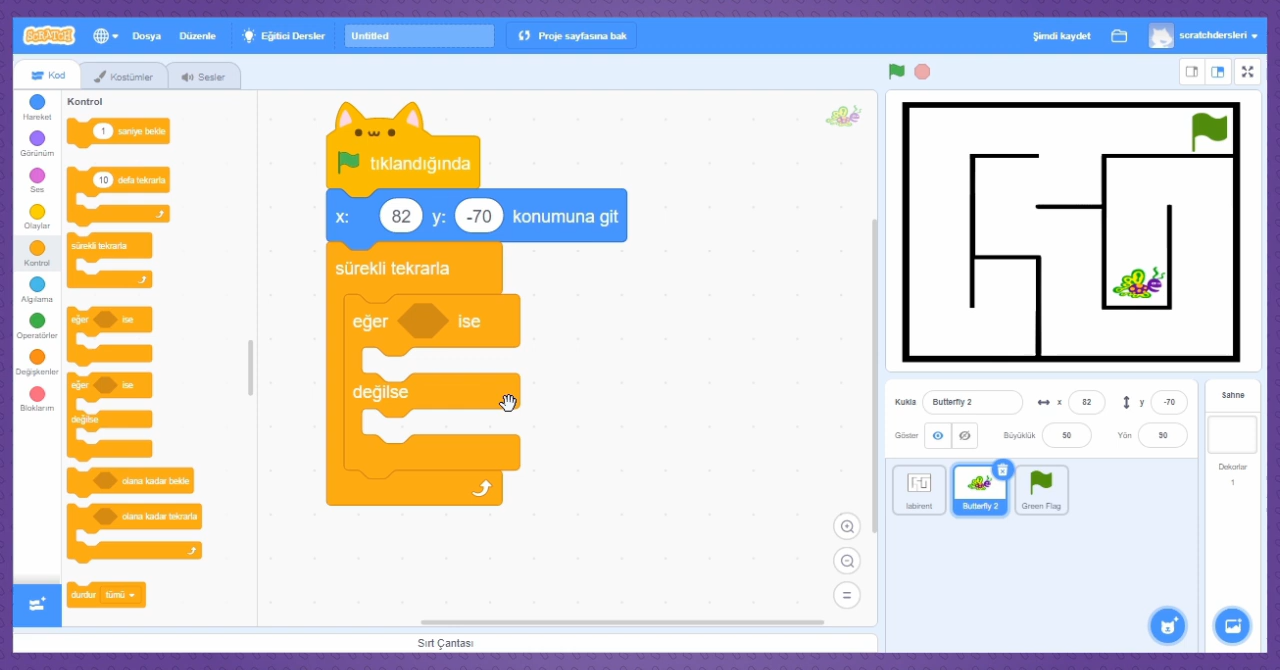 SCRATCH
Dosya
Düzenle
Eğitici Dersler
Untitled
Proje sayfasına bak
Şimdi kaydet
scratchdersleri
Kod
Kostümler
Sesler
Hareket
Görünüm
Ses
Olaylar
Kontrol
Algılama
Operatörler
Değişkenler
Bloklarım
Kontrol
1 saniye bekle
10 defa tekrarla
sürekli tekrarla
eğer ise
eğer ise
değilse
olana kadar bekle
olana kadar tekrarla
durdur tümü
tıklandığında
x: 82 y: -70 konumuna git
sürekli tekrarla
eğer ise
değilse
Sırt Çantası
Kukla Butterfly 2 x 82 y -70
Göster Büyüklük 50 Yön 90
labirent
Butterfly 2
Green Flag
Sahne
Dekorlar
1